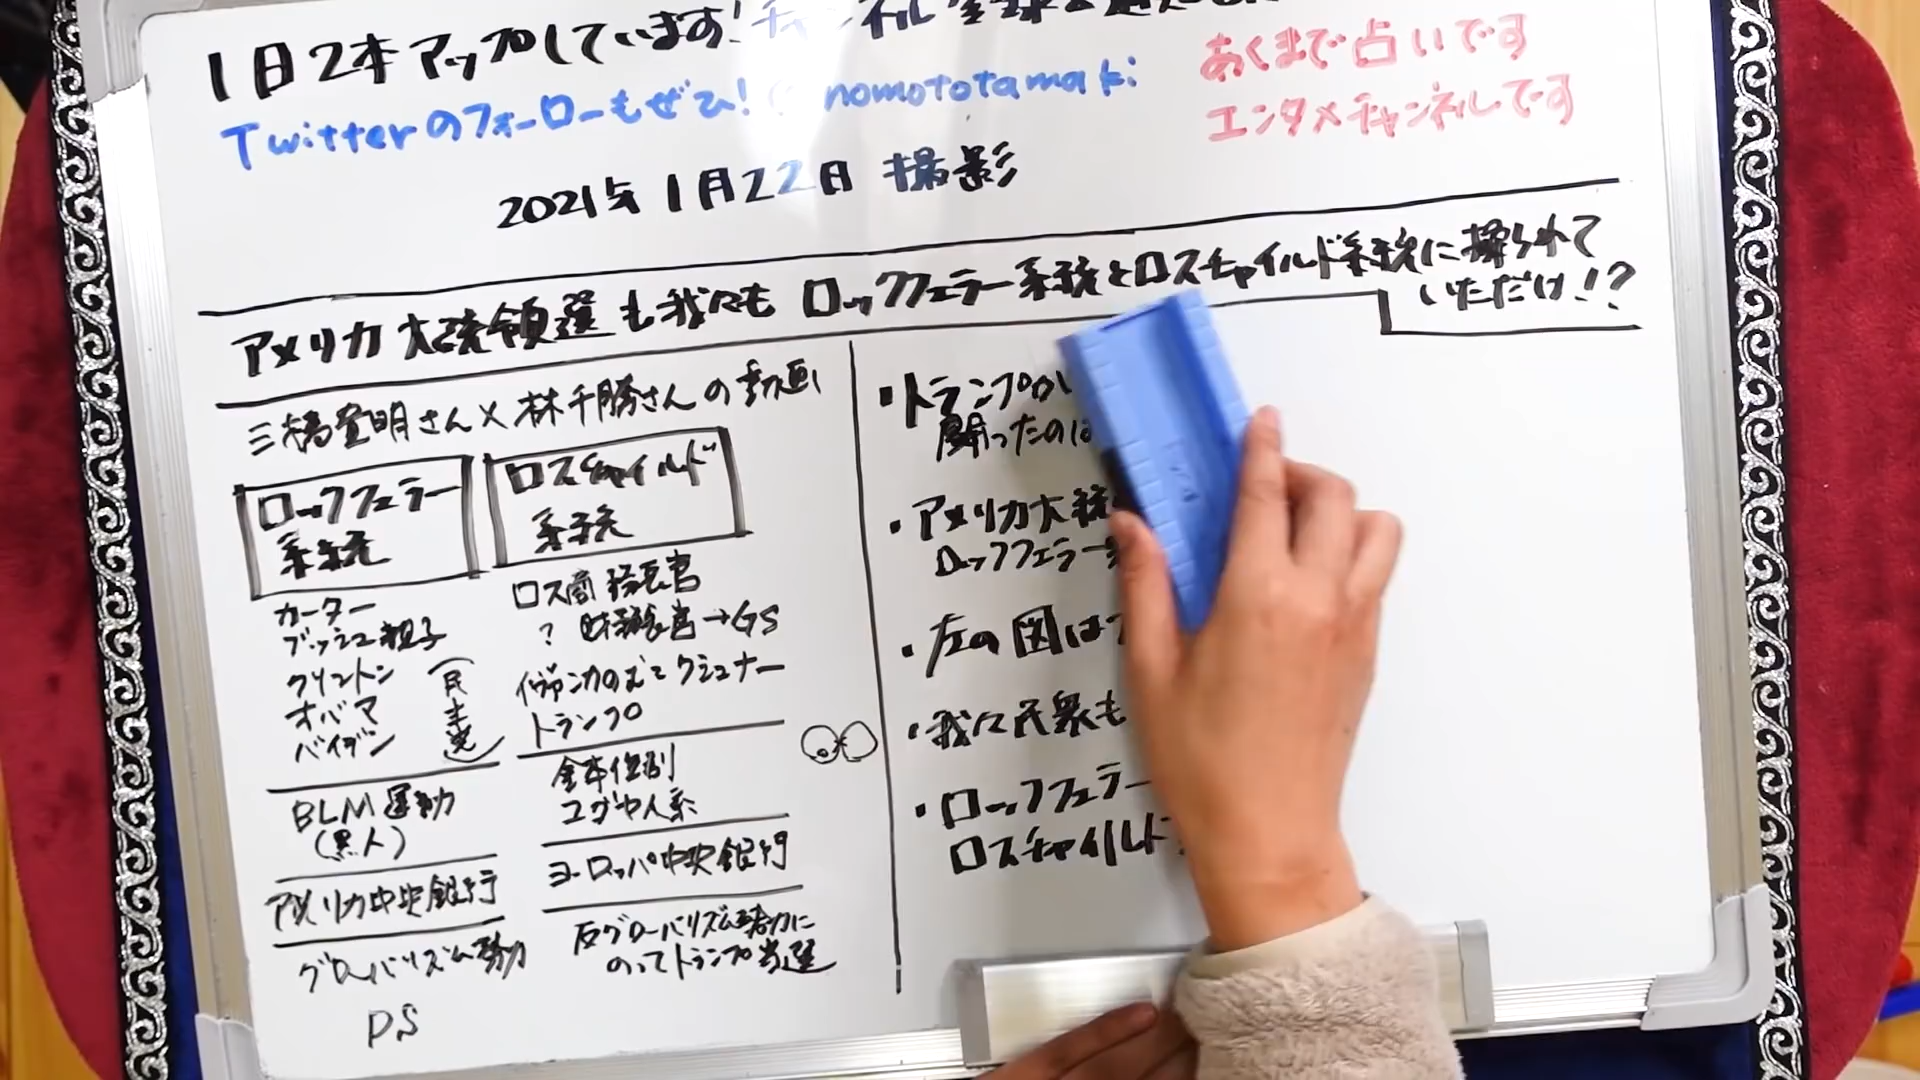 1日2本アップしています!チャンネル登録
Twitterのフォローもぜひ! @nomototamaki
あくまで占いです
エンタメチャンネルです
2021年1月22日 撮影
アメリカ大統領選も我々も ロックフェラー系統とロスチャイルド系統に操られて
いただけ!?
三橋貴明さん×林千勝さんの動画
ロックフェラー
系統
カーター
ブッシュ親子
クリントン
オバマ
バイデン
(民主党)
BLM運動
(黒人)
アメリカ中央銀行
グローバリズム勢力
DS
ロスチャイルド
系統
ロス商務長官
? 財務長官→GS
イヴァンカのむこクシュナー
トランプ
金本位制
ユダヤ人系
ヨーロッパ中央銀行
反グローバリズム勢力に
のってトランプ当選
・トランプが
闘ったのは
・アメリカ大統
ロックフェラー
・左の図は
・我々民衆も
・ロックフェラー
ロスチャイルド